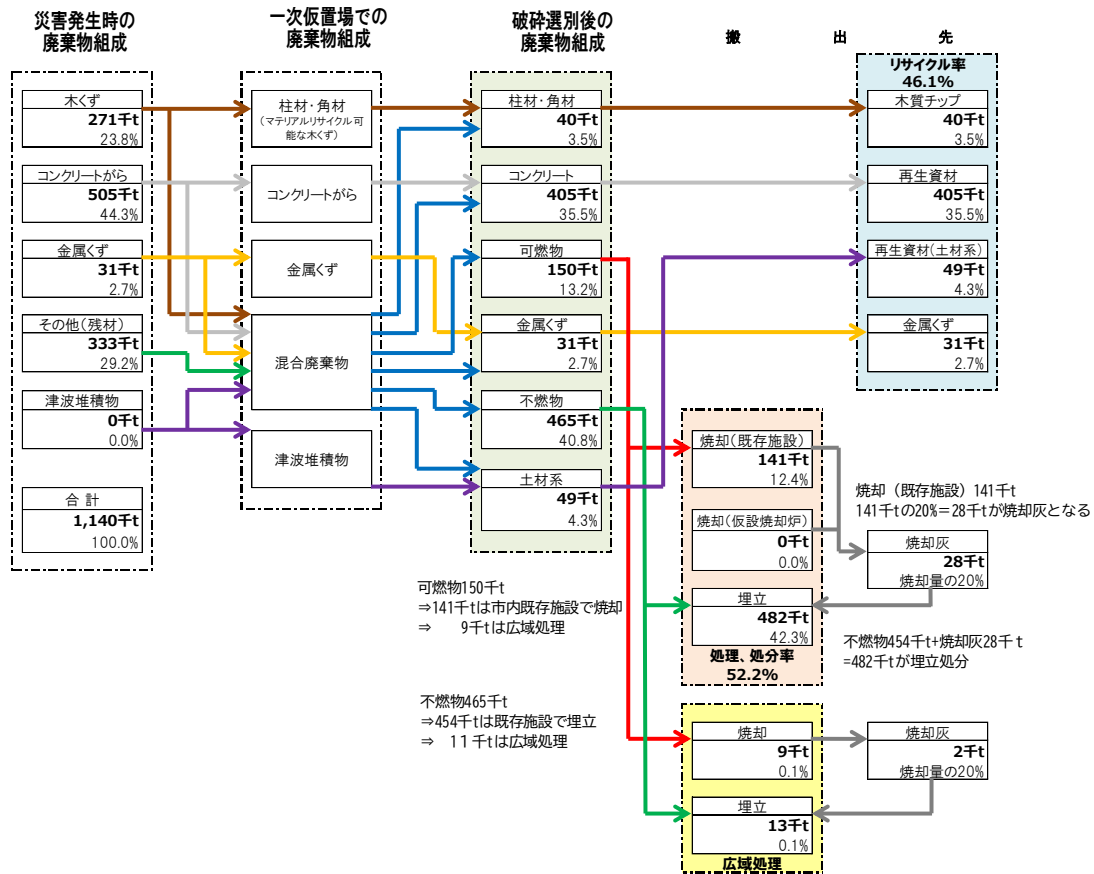 災害発生時の
廃棄物組成
木くず
271千t
23.8%
コンクリートがら
505千t
44.3%
金属くず
31千t
2.7%
その他(残材)
333千t
29.2%
津波堆積物
0千t
0.0%
合 計
1,140千t
100.0%
一次仮置場での
廃棄物組成
柱材・角材
(マテリアルリサイクル可
能な木くず)
コンクリートがら
金属くず
混合廃棄物
津波堆積物
破砕選別後の
廃棄物組成
柱材・角材
40千t
3.5%
コンクリート
405千t
35.5%
可燃物
150千t
13.2%
金属くず
31千t
2.7%
不燃物
465千t
40.8%
土材系
49千t
4.3%
搬 出 先
リサイクル率
46.1%
木質チップ
40千t
3.5%
再生資材
405千t
35.5%
再生資材(土材系)
49千t
4.3%
金属くず
31千t
2.7%
焼却(既存施設)
141千t
12.4%
焼却(仮設焼却炉)
0千t
0.0%
埋立
482千t
42.3%
処理、処分率
52.2%
焼却(既存施設)141千t
141千tの20%=28千tが焼却灰となる
焼却灰
28千t
焼却量の20%
不燃物454千t+焼却灰28千t
=482千tが埋立処分
可燃物150千t
⇒141千tは市内既存施設で焼却
⇒ 9千tは広域処理
不燃物465千t
⇒454千tは既存施設で埋立
⇒ 11千tは広域処理
焼却
9千t
0.1%
埋立
13千t
0.1%
広域処理
焼却灰
2千t
焼却量の20%